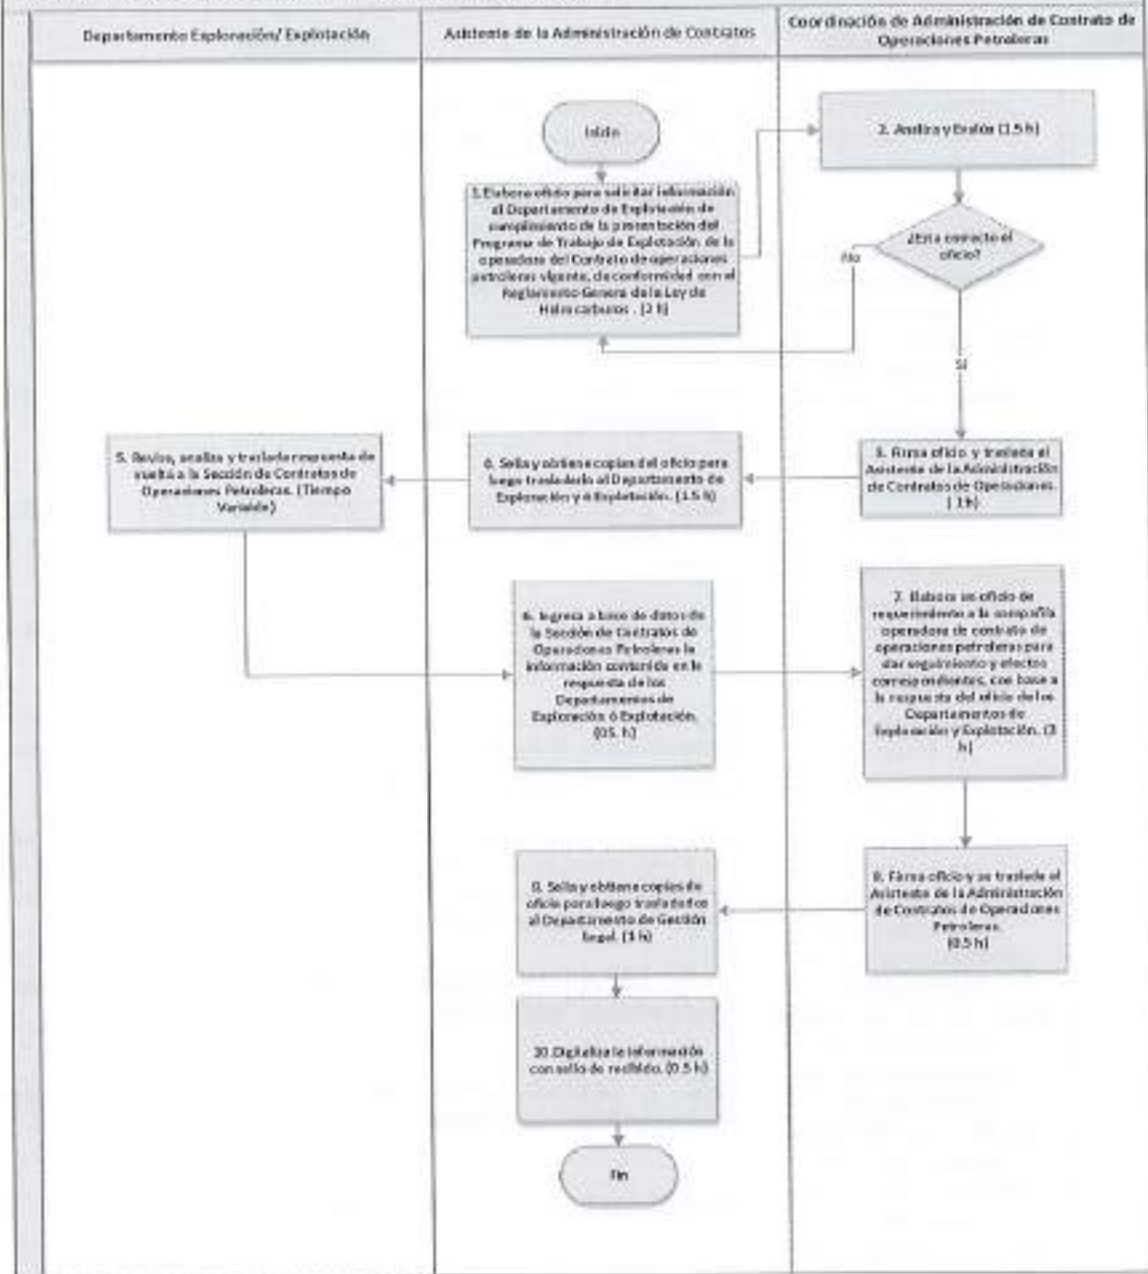 Departamento Exploración/ Explotación
Asistente de la Administración de Contratos
Coordinación de Administración de Contrato de
Operaciones Petroleras
Inicio
1.Elabora oficio para solicitar información
al Departamento de Explotación de
cumplimiento de la presentación del
Programa de Trabajo de Explotación de la
operadora del Contrato de operaciones
petroleras vigente, de conformidad con el
Reglamento Genera de la Ley de
Hidrocarburos . (2 h)
2. Analiza y Evalúa (1.5 h)
¿Esta correcto el
oficio?
No
Si
3. Firma oficio y traslada al
Asistente de la Administración
de Contratos de Operaciones.
( 1h)
Sella y obtiene copias del oficio para
luego trasladarlo al Departamento de
Exploración y ó Explotación. (1.5 h)
5. Revisa, analiza y traslada respuesta de
vuelta a la Sección de Contratos de
Operaciones Petroleras. (Tiempo
Variable)
6. Ingresa a base de datos de
la Sección de Contratos de
Operaciones Petroleras la
información contenida en la
respuesta de los
Departamentos de
Exploración ó Explotación.
(05. h)
7. Elabora un oficio de
requerimiento a la compañía
operadora de contrato de
operaciones petroleras para
dar seguimiento y efectos
correspondientes, con base a
la respuesta del oficio de los
Departamentos de
Exploración y Explotación. (3
h)
8. Firma oficio y se traslada al
Asistente de la Administración
de Contratos de Operaciones
Petroleras.
(0.5 h)
9. Sella y obtiene copias de
oficio para luego trasladarlos
al Departamento de Gestión
Legal. (1 h)
10.Digitaliza la información
con sello de recibido. (0.5 h)
Fin